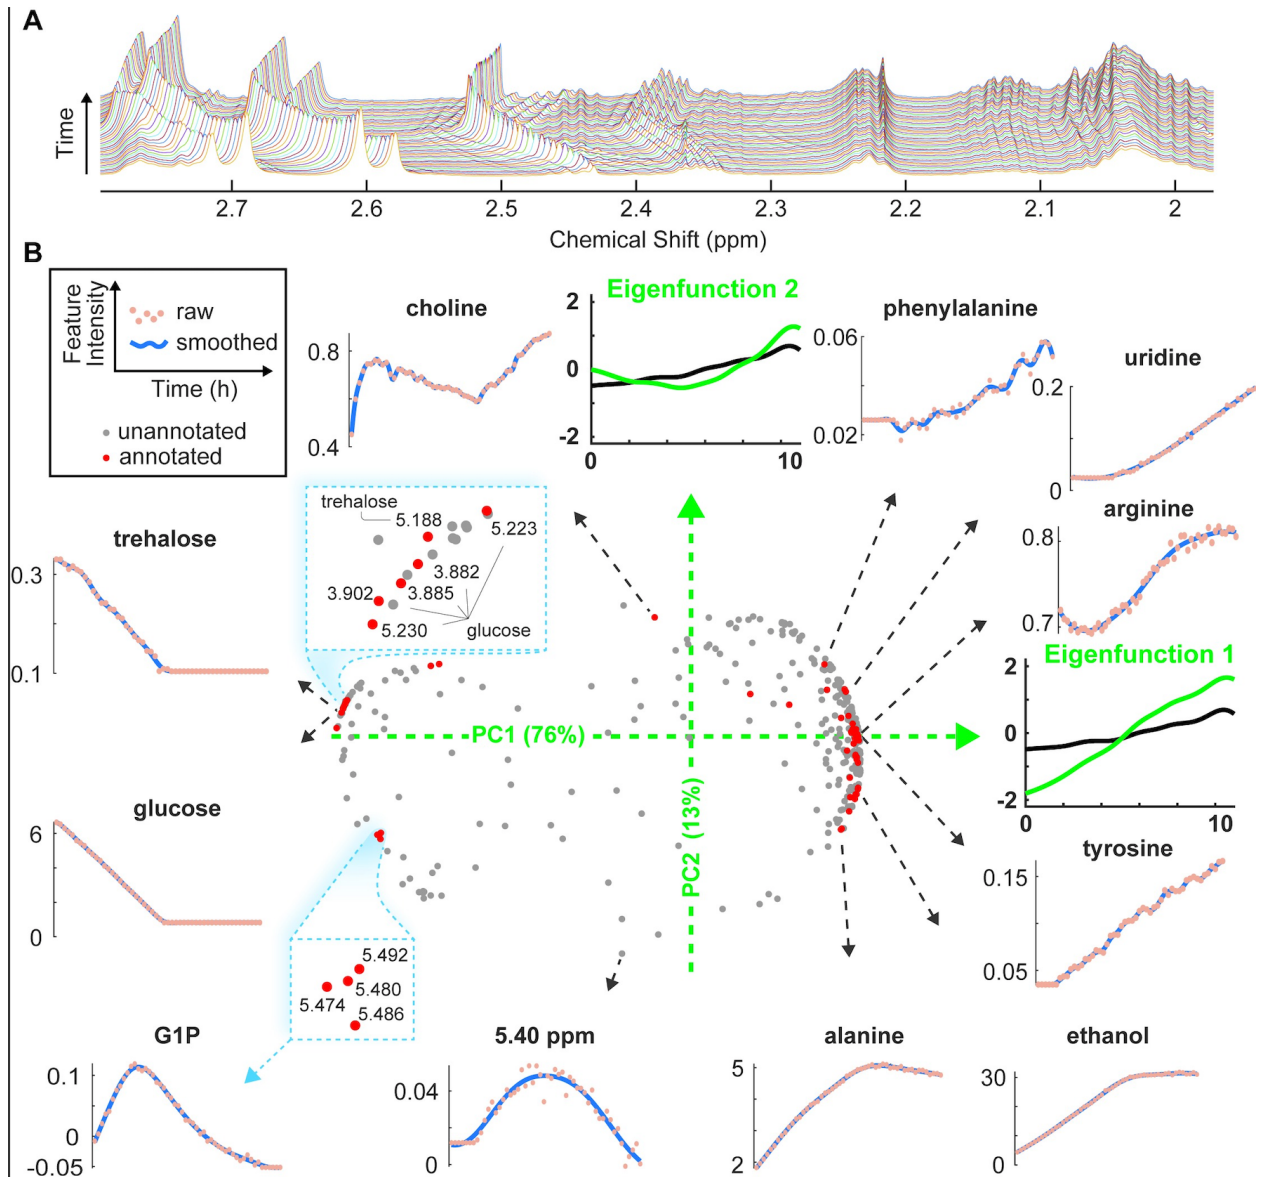 A
Time
2.7
2.6
2.5
2.4
2.3
2.2
2.1
2
Chemical Shift (ppm)
B
Feature
Intensity
raw
smoothed
Time (h)
unannotated
annotated
choline
0.8
0.4
Eigenfunction 2
2
0
-2
0
10
phenylalanine
0.06
0.02
uridine
0.2
0
trehalose
0.3
0.1
trehalose
5.188
5.223
3.882
3.902
3.885
5.230
glucose
arginine
0.8
0.7
Eigenfunction 1
2
0
-2
0
10
PC1 (76%)
PC2 (13%)
glucose
6
0
tyrosine
0.15
0.05
5.492
5.480
5.474
5.486
G1P
0.1
0
-0.05
5.40 ppm
0.04
0
alanine
5
2
ethanol
30
0